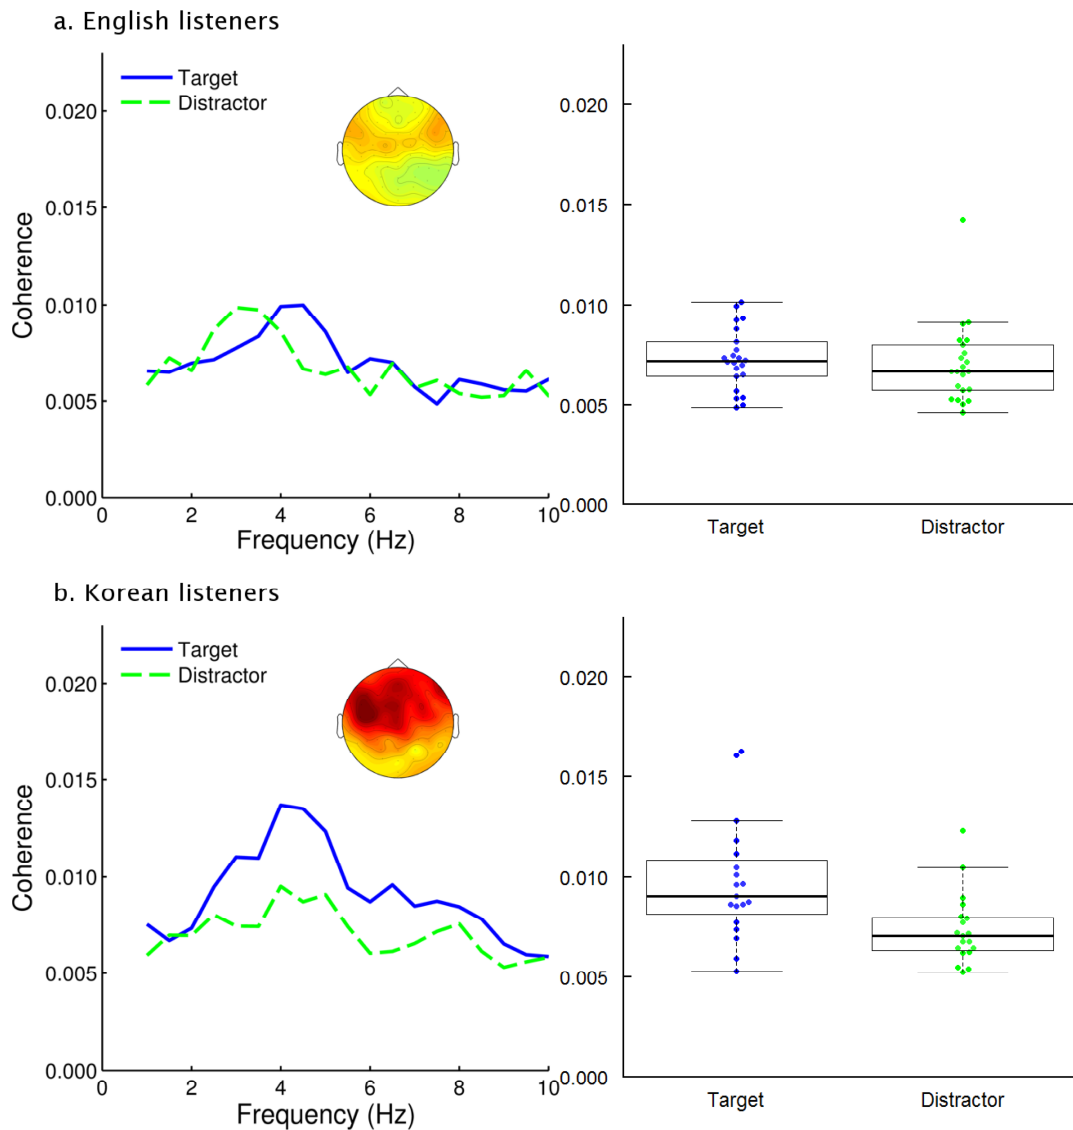 a. English listeners
Target
Distractor
0.020
0.015
0.010
0.005
0.000
Coherence
0 2 4 6 8 10
Frequency (Hz)
0.020
0.015
0.010
0.005
0.000
Target Distractor
b. Korean listeners
Target
Distractor
0.020
0.015
0.010
0.005
0.000
Coherence
0 2 4 6 8 10
Frequency (Hz)
0.020
0.015
0.010
0.005
0.000
Target Distractor